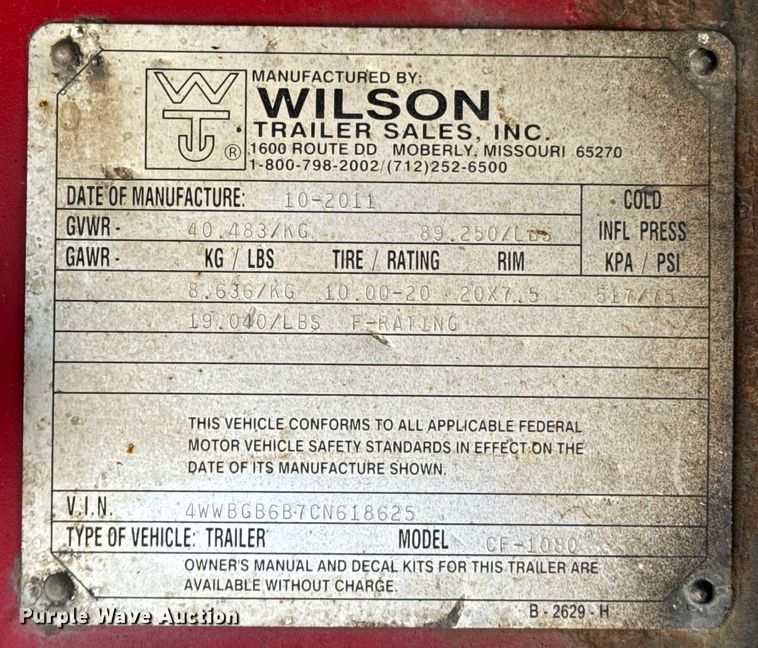 WT ®
MANUFACTURED BY:
WILSON
TRAILER SALES, INC.
1600 ROUTE DD MOBERLY, MISSOURI 65270
1-800-798-2002/(712)252-6500
DATE OF MANUFACTURE: 10-2011 COLD
GVWR - 40.483/KG 89.250/LBS INFL PRESS
GAWR - KG / LBS TIRE / RATING RIM KPA / PSI
8.636/KG 10.00-20 20X7.5 517/75
19.040/LBS F-RATING
THIS VEHICLE CONFORMS TO ALL APPLICABLE FEDERAL
MOTOR VEHICLE SAFETY STANDARDS IN EFFECT ON THE
DATE OF ITS MANUFACTURE SHOWN.
V.I.N. 4WWBGB6B7CN618625
TYPE OF VEHICLE: TRAILER MODEL CF-1080
OWNER'S MANUAL AND DECAL KITS FOR THIS TRAILER ARE
AVAILABLE WITHOUT CHARGE.
B - 2629 - H
Purple Wave Auction